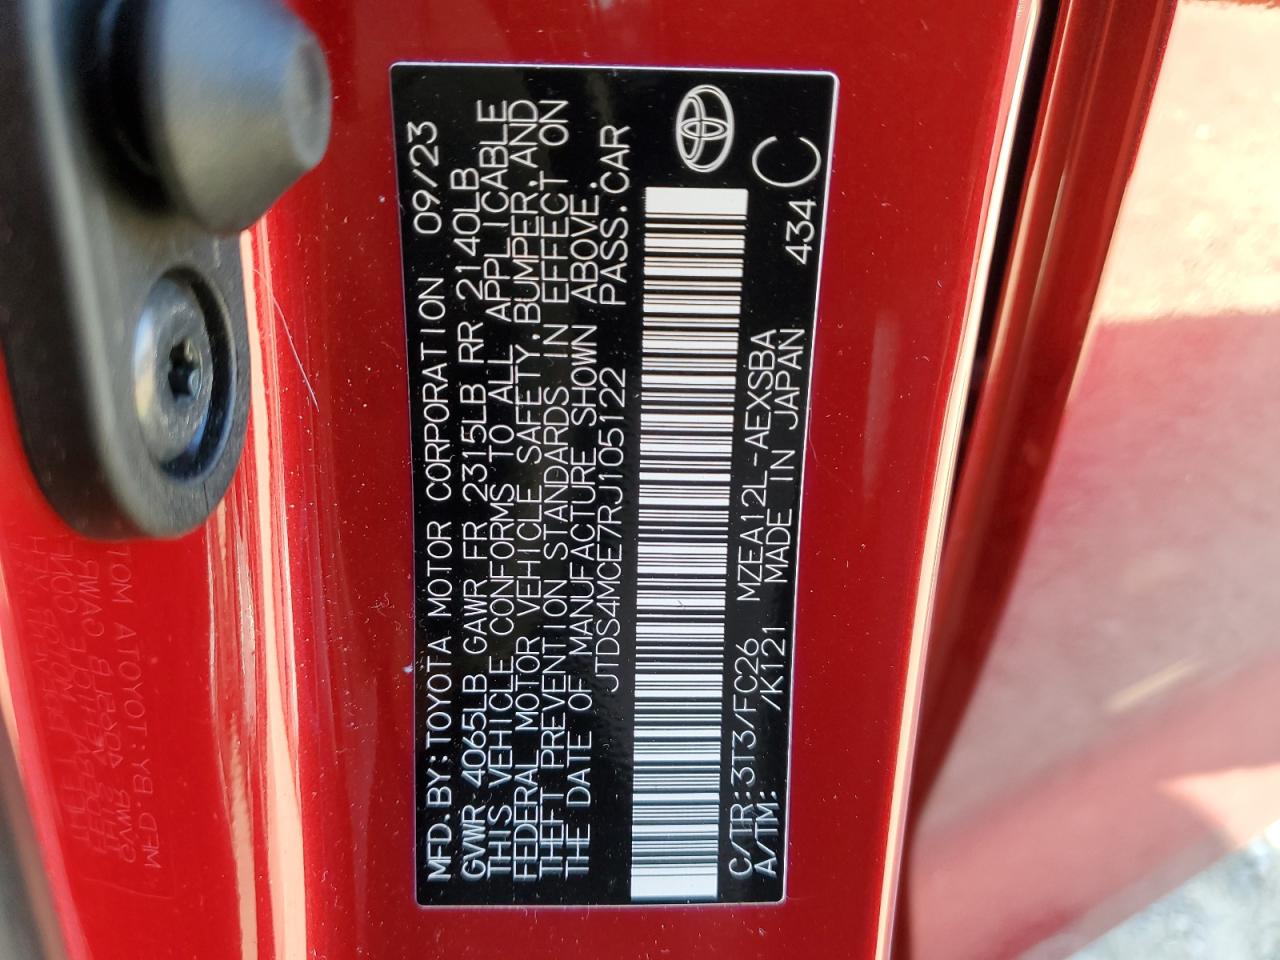 MFD.BY:TOYOTA MOTOR CORPORATION 09/23
GVWR 4065LB GAWR FR 2315LB RR 2140LB
THIS VEHICLE CONFORMS TO ALL APPLICABLE
FEDERAL MOTOR VEHICLE SAFETY,BUMPER,AND
THEFT PREVENTION STANDARDS IN EFFECT ON
THE DATE OF MANUFACTURE SHOWN ABOVE.
JTDS4MCE7RJ105122 PASS.CAR
C/TR:3T3/FC26 MZEA12L-AEXSBA 434
A/TM: /K121 MADE IN JAPAN
C